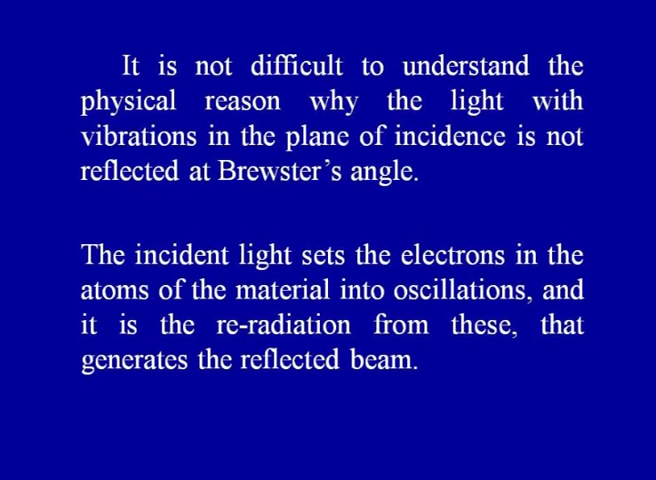 It is not difficult to understand the
physical reason why the light with
vibrations in the plane of incidence is not
reflected at Brewster's angle.
The incident light sets the electrons in the
atoms of the material into oscillations, and
it is the re-radiation from these, that
generates the reflected beam.